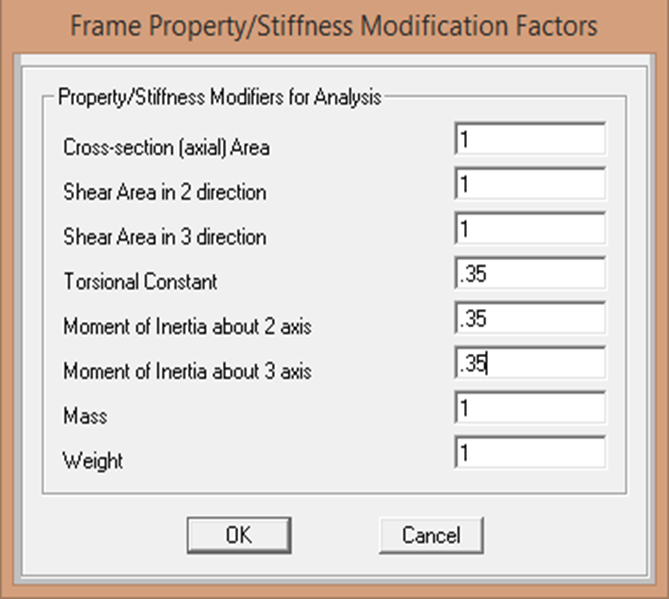 Frame Property/Stiffness Modification Factors
Property/Stiffness Modifiers for Analysis
Cross-section (axial) Area 1
Shear Area in 2 direction 1
Shear Area in 3 direction 1
Torsional Constant .35
Moment of Inertia about 2 axis .35
Moment of Inertia about 3 axis .35
Mass 1
Weight 1
OK Cancel